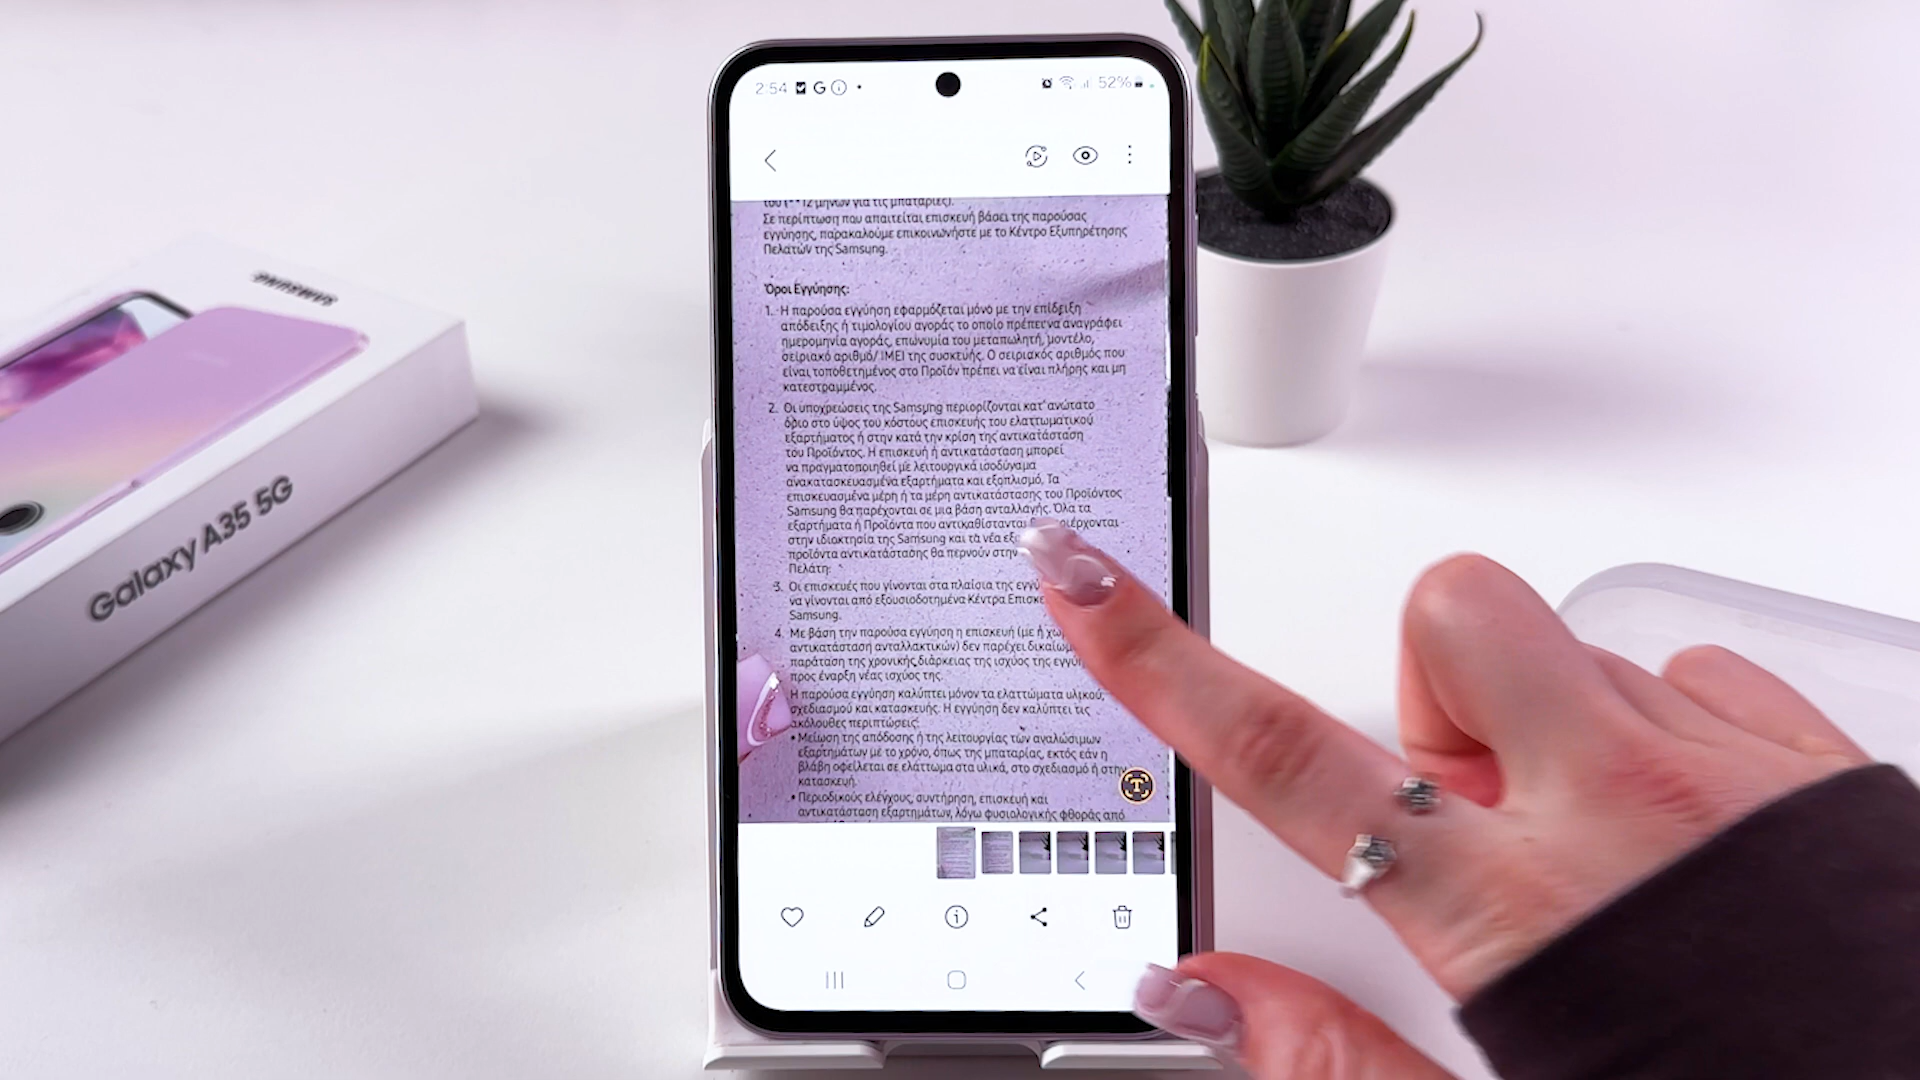 2:54
52%
του (**12 μηνών για τις μπαταρίες).
Σε περίπτωση που απαιτείται επισκευή βάσει της παρούσας
εγγύησης, παρακαλούμε επικοινωνήστε με το Κέντρο Εξυπηρέτησης
Πελατών της Samsung.
Όροι Εγγύησης:
1. Η παρούσα εγγύηση εφαρμόζεται μόνο με την επίδειξη
απόδειξης ή τιμολογίου αγοράς το οποίο πρέπει να αναγράφει
ημερομηνία αγοράς, επωνυμία του μεταπωλητή, μοντέλο,
σειριακό αριθμό/ IMEI της συσκευής. Ο σειριακός αριθμός που
είναι τοποθετημένος στο Προϊόν πρέπει να είναι πλήρης και μη
κατεστραμμένος.
2. Οι υποχρεώσεις της Samsung περιορίζονται κατ' ανώτατο
όριο στο ύψος του κόστους επισκευής του ελαττωματικού
εξαρτήματος ή στην κατά την κρίση της αντικατάσταση
του Προϊόντος. Η επισκευή ή αντικατάσταση μπορεί
να πραγματοποιηθεί με λειτουργικά ισοδύναμα
ανακατασκευασμένα εξαρτήματα και εξοπλισμό. Τα
επισκευασμένα μέρη ή τα μέρη αντικατάστασης του Προϊόντος
Samsung θα παρέχονται σε μια βάση ανταλλαγής. Όλα τα
εξαρτήματα ή Προϊόντα που αντικαθίστανται
στην ιδιοκτησία της Samsung και τα νέα
προϊόντα αντικατάστασης θα περνούν στην
Πελάτη.
3. Οι επισκευές που γίνονται στα πλαίσια της
να γίνονται από εξουσιοδοτημένα Κέντρα
Samsung.
4. Με βάση την παρούσα εγγύηση η επισκευή (με ή
αντικατάσταση ανταλλακτικών) δεν παρέχει
παράταση της χρονικής διάρκειας της ισχύος της
προς έναρξη νέας ισχύος της.
Η παρούσα εγγύηση καλύπτει μόνον τα ελαττώματα υλικού,
σχεδιασμού και κατασκευής. Η εγγύηση δεν καλύπτει τις
ακόλουθες περιπτώσεις:
• Μείωση της απόδοσης ή της λειτουργίας των αναλώσιμων
εξαρτημάτων με το χρόνο, όπως της μπαταρίας, εκτός εάν η
βλάβη οφείλεται σε ελάττωμα στα υλικά, στο σχεδιασμό ή στην
κατασκευή.
• Περιοδικούς ελέγχους, συντήρηση, επισκευή και
αντικατάσταση εξαρτημάτων, λόγω φυσιολογικής φθοράς από
SAMSUNG
Galaxy A35 5G